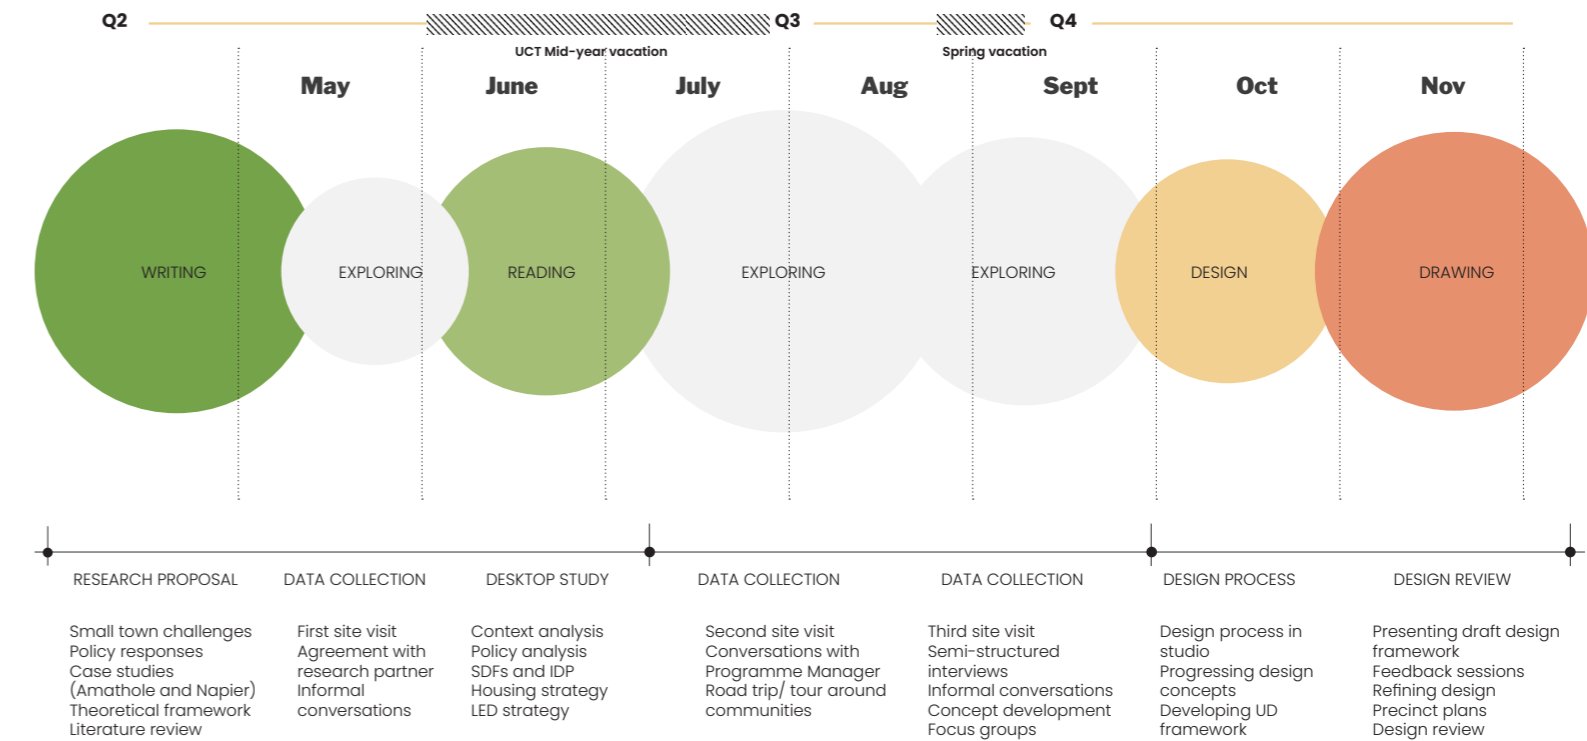 Q2
Q3
Q4
UCT Mid-year vacation
Spring vacation
May
June
July
Aug
Sept
Oct
Nov
WRITING
EXPLORING
READING
EXPLORING
EXPLORING
DESIGN
DRAWING
RESEARCH PROPOSAL
Small town challenges
Policy responses
Case studies
(Amathole and Napier)
Theoretical framework
Literature review
DATA COLLECTION
First site visit
Agreement with
research partner
Informal
conversations
DESKTOP STUDY
Context analysis
Policy analysis
SDFs and IDP
Housing strategy
LED strategy
DATA COLLECTION
Second site visit
Conversations with
Programme Manager
Road trip/ tour around
communities
DATA COLLECTION
Third site visit
Semi-structured
interviews
Informal conversations
Concept development
Focus groups
DESIGN PROCESS
Design process in
studio
Progressing design
concepts
Developing UD
framework
DESIGN REVIEW
Presenting draft design
framework
Feedback sessions
Refining design
Precinct plans
Design review